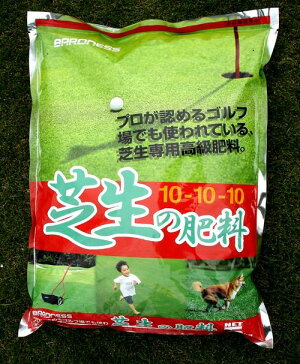 BARONESS
プロが認めるゴルフ
場でも使われている、
芝生専用高級肥料。
10-10-10
芝生の肥料
BARONESS
芝生の肥料
NET